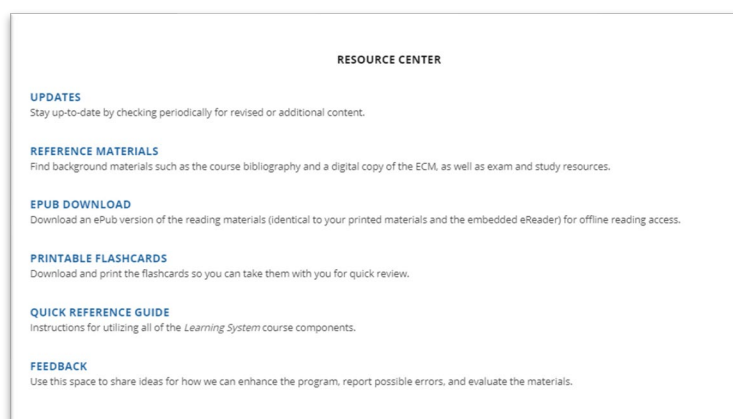 RESOURCE CENTER
UPDATES
Stay up-to-date by checking periodically for revised or additional content.
REFERENCE MATERIALS
Find background materials such as the course bibliography and a digital copy of the ECM, as well as exam and study resources.
EPUB DOWNLOAD
Download an ePub version of the reading materials (identical to your printed materials and the embedded eReader) for offline reading access.
PRINTABLE FLASHCARDS
Download and print the flashcards so you can take them with you for quick review.
QUICK REFERENCE GUIDE
Instructions for utilizing all of the Learning System course components.
FEEDBACK
Use this space to share ideas for how we can enhance the program, report possible errors, and evaluate the materials.